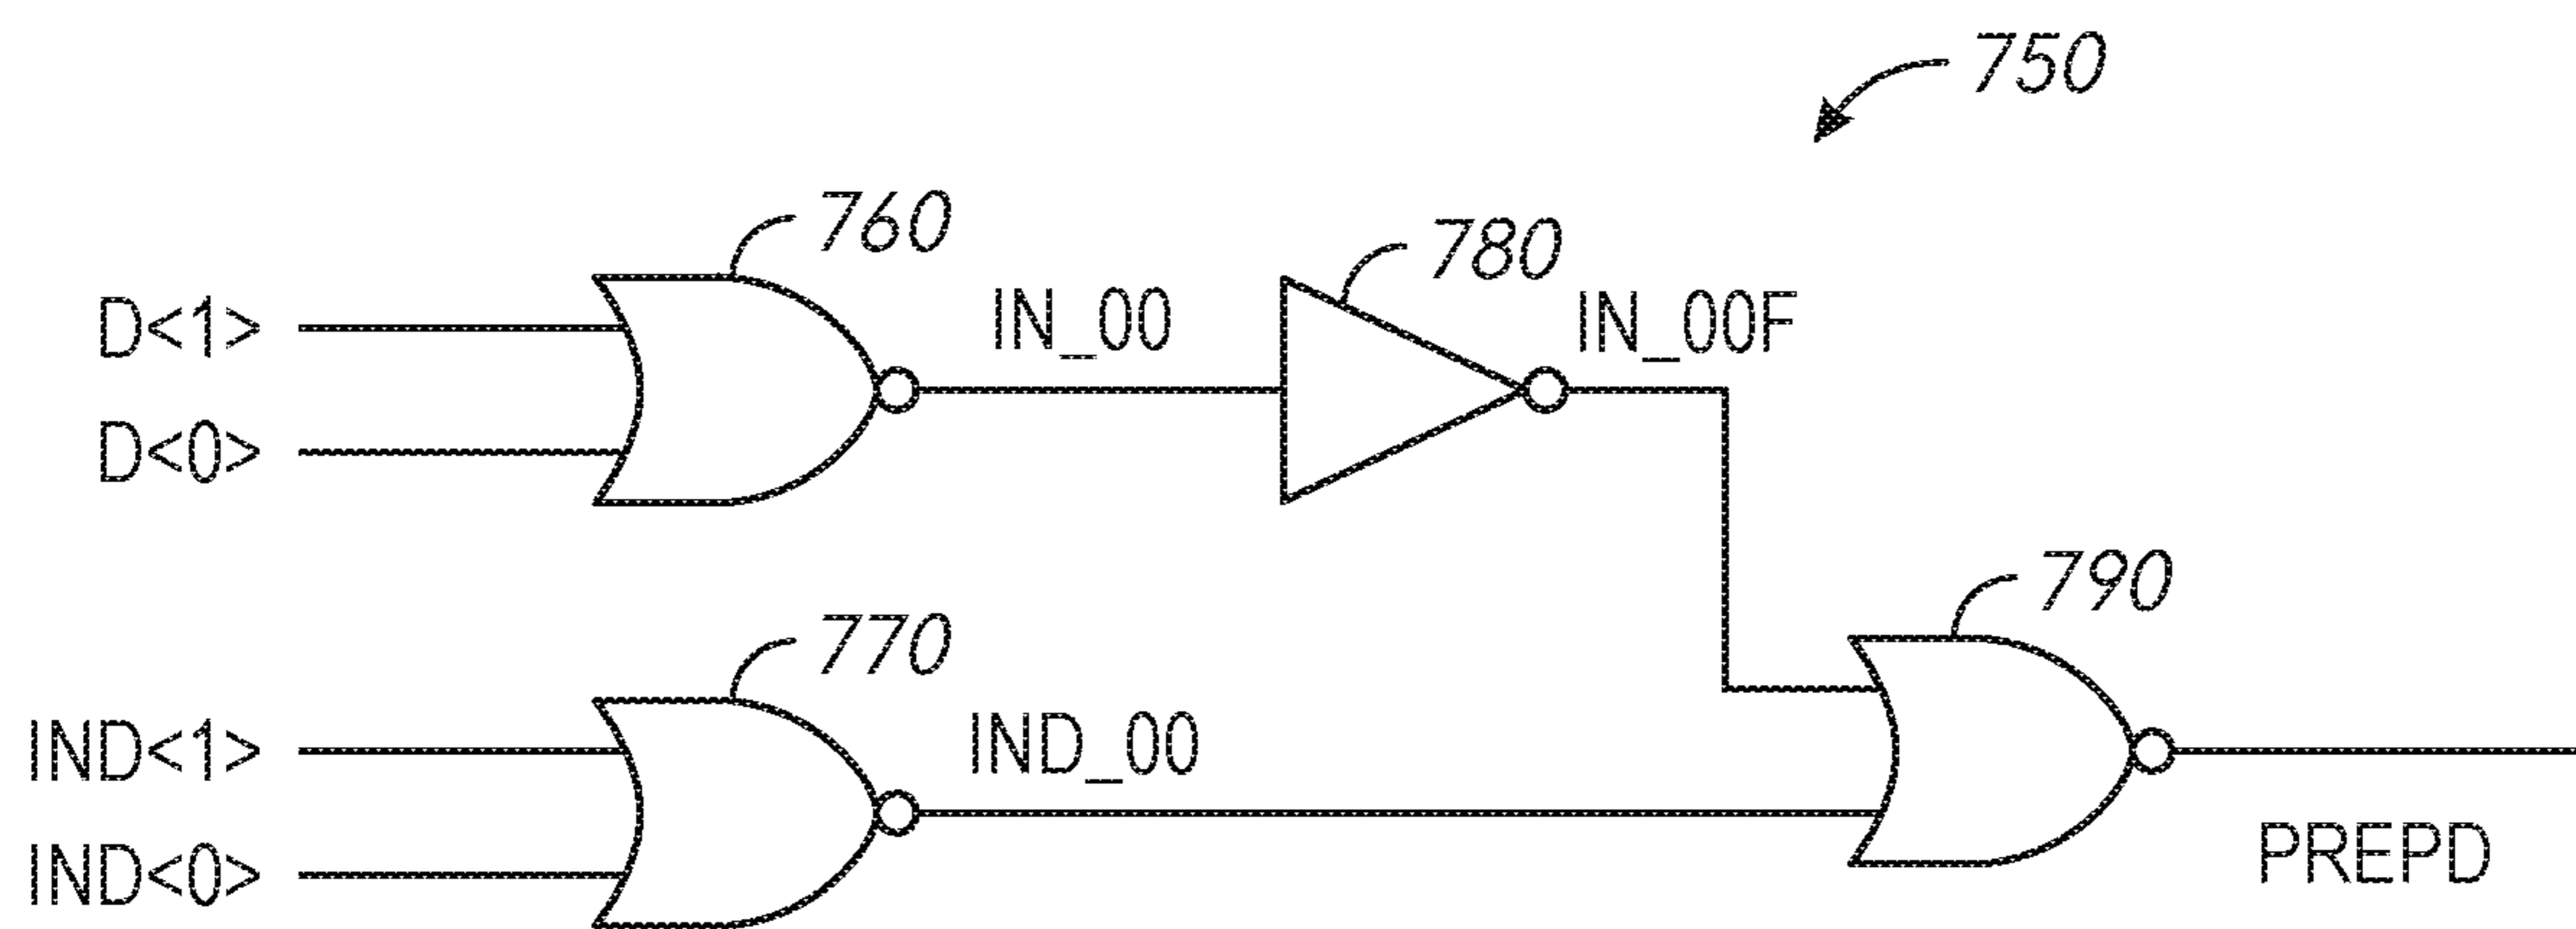 750
760
780
D<1>
IN_00
IN_00F
D<0>
790
770
IND<1>
IND_00
IND<0>
PREPD